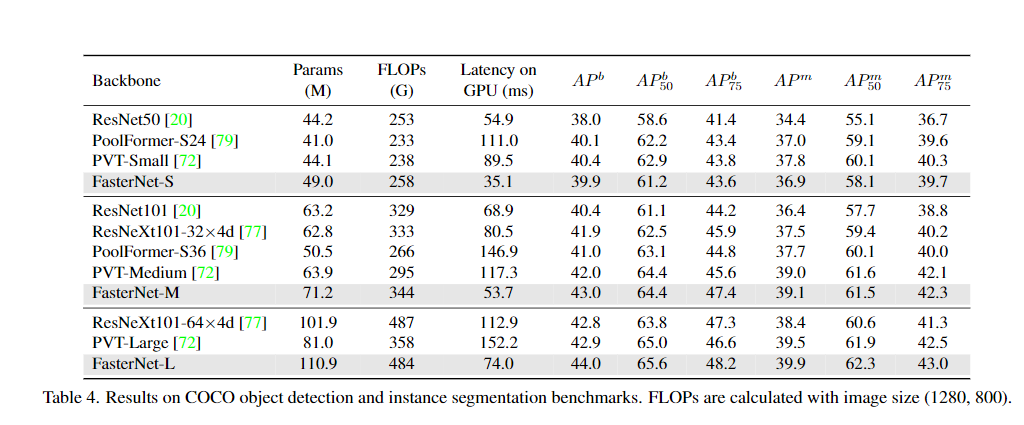 Backbone Params (M) FLOPs (G) Latency on GPU (ms) AP^b AP^b_50 AP^b_75 AP^m AP^m_50 AP^m_75
ResNet50 [20] 44.2 253 54.9 38.0 58.6 41.4 34.4 55.1 36.7
PoolFormer-S24 [79] 41.0 233 111.0 40.1 62.2 43.4 37.0 59.1 39.6
PVT-Small [72] 44.1 238 89.5 40.4 62.9 43.8 37.8 60.1 40.3
FasterNet-S 49.0 258 35.1 39.9 61.2 43.6 36.9 58.1 39.7
ResNet101 [20] 63.2 329 68.9 40.4 61.1 44.2 36.4 57.7 38.8
ResNeXt101-32×4d [77] 62.8 333 80.5 41.9 62.5 45.9 37.5 59.4 40.2
PoolFormer-S36 [79] 50.5 266 146.9 41.0 63.1 44.8 37.7 60.1 40.0
PVT-Medium [72] 63.9 295 117.3 42.0 64.4 45.6 39.0 61.6 42.1
FasterNet-M 71.2 344 53.7 43.0 64.4 47.4 39.1 61.5 42.3
ResNeXt101-64×4d [77] 101.9 487 112.9 42.8 63.8 47.3 38.4 60.6 41.3
PVT-Large [72] 81.0 358 152.2 42.9 65.0 46.6 39.5 61.9 42.5
FasterNet-L 110.9 484 74.0 44.0 65.6 48.2 39.9 62.3 43.0
Table 4. Results on COCO object detection and instance segmentation benchmarks. FLOPs are calculated with image size (1280, 800).